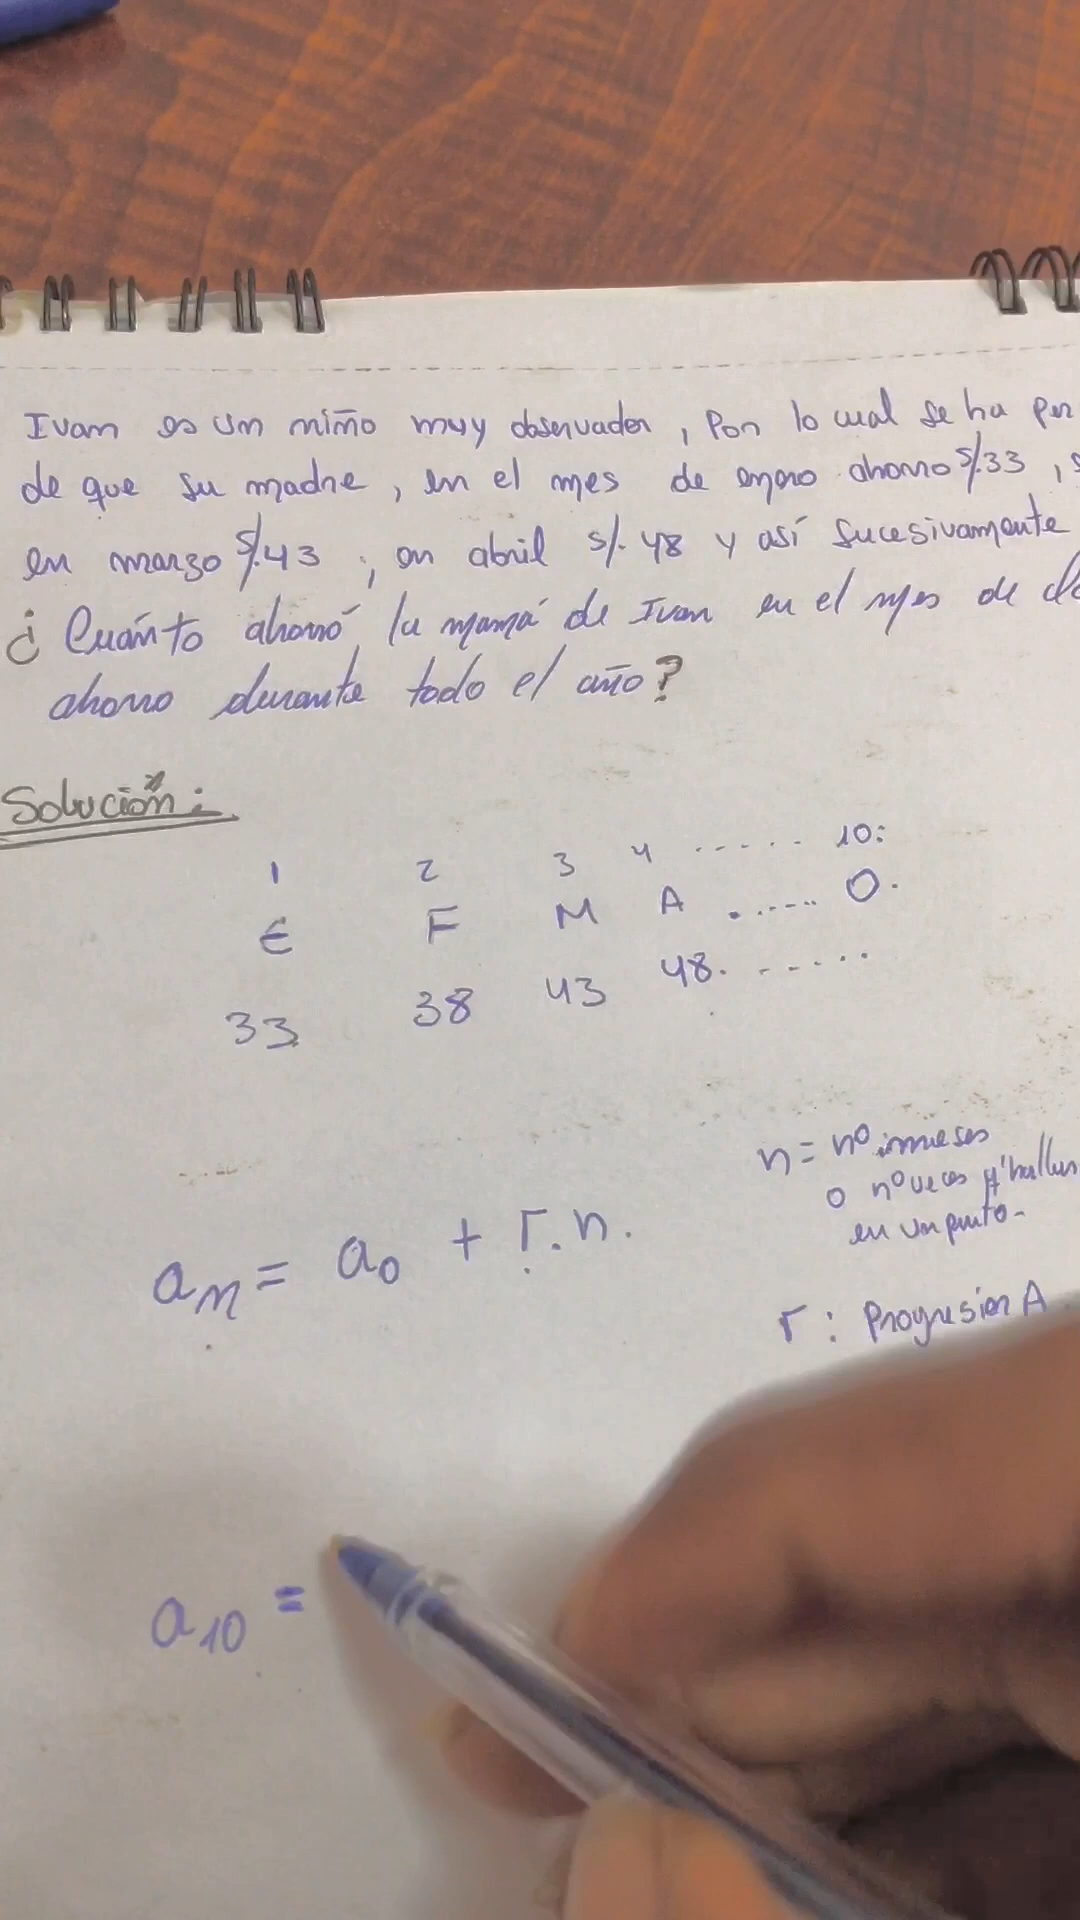 Ivan es un niño muy observador, Por lo cual se ha per
de que su madre, en el mes de enero ahorro S/.33, s
en marzo S/.43, en abril s/. 48 y así sucesivamente
¿Cuánto ahorró la mamá de Ivan en el mes de
ahorro durante todo el año?
Solución:
1 2 3 4 ...... 10:
E F M A ...... O.
33 38 43 48. ......
n = nº meses
o nº veces q' hallas
en un punto-
an = a0 + r.n.
r : Progresion A
a10 =